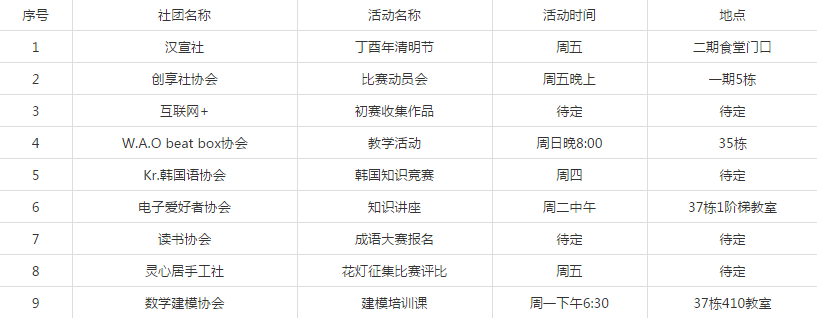 序号 社团名称 活动名称 活动时间 地点
1 汉宣社 丁酉年清明节 周五 二期食堂门口
2 创享社协会 比赛动员会 周五晚上 一期5栋
3 互联网+ 初赛收集作品 待定 待定
4 W.A.O beat box协会 教学活动 周日晚8:00 35栋
5 Kr.韩国语协会 韩国知识竞赛 周四 待定
6 电子爱好者协会 知识讲座 周二中午 37栋1阶梯教室
7 读书协会 成语大赛报名 待定 待定
8 灵心居手工社 花灯征集比赛评比 周五 待定
9 数学建模协会 建模培训课 周一下午6:30 37栋410教室